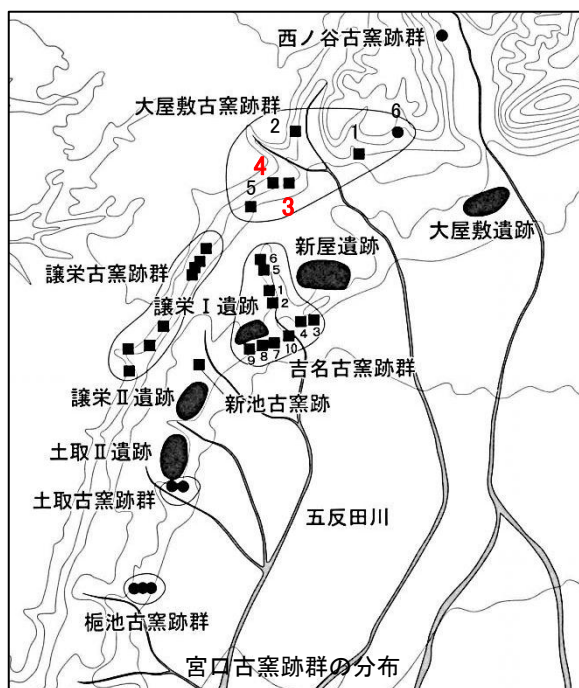 西ノ谷古窯跡群
大屋敷古窯跡群
2
1
6
4
5
3
大屋敷遺跡
新屋遺跡
譲栄古窯跡群
6
5
譲栄Ⅰ遺跡
1
2
4
3
10
9
8
7
吉名古窯跡群
譲栄Ⅱ遺跡
新池古窯跡
土取Ⅱ遺跡
土取古窯跡群
五反田川
梔池古窯跡群
宮口古窯跡群の分布